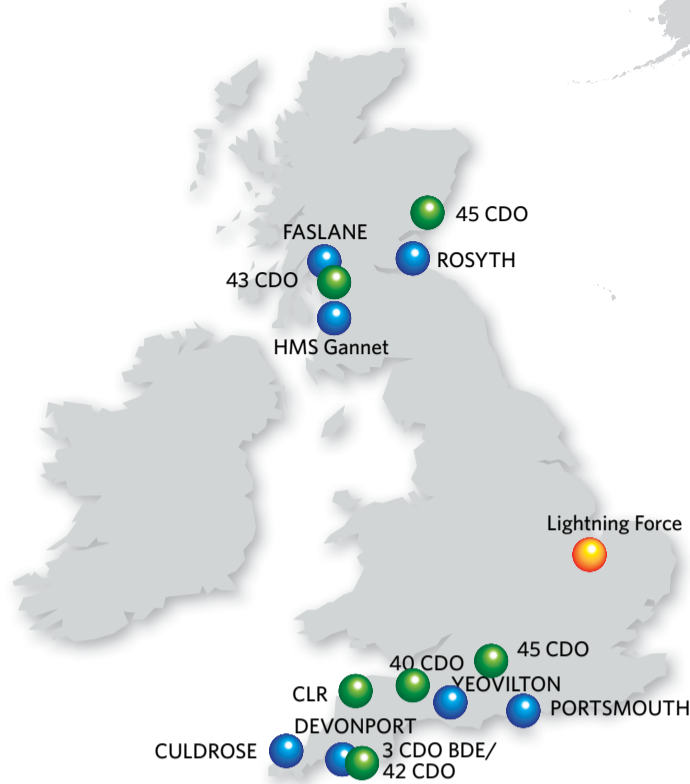 45 CDO
FASLANE
ROSYTH
43 CDO
HMS Gannet
Lightning Force
45 CDO
40 CDO
YEOVILTON
CLR
PORTSMOUTH
DEVONPORT
CULDROSE
3 CDO BDE/
42 CDO